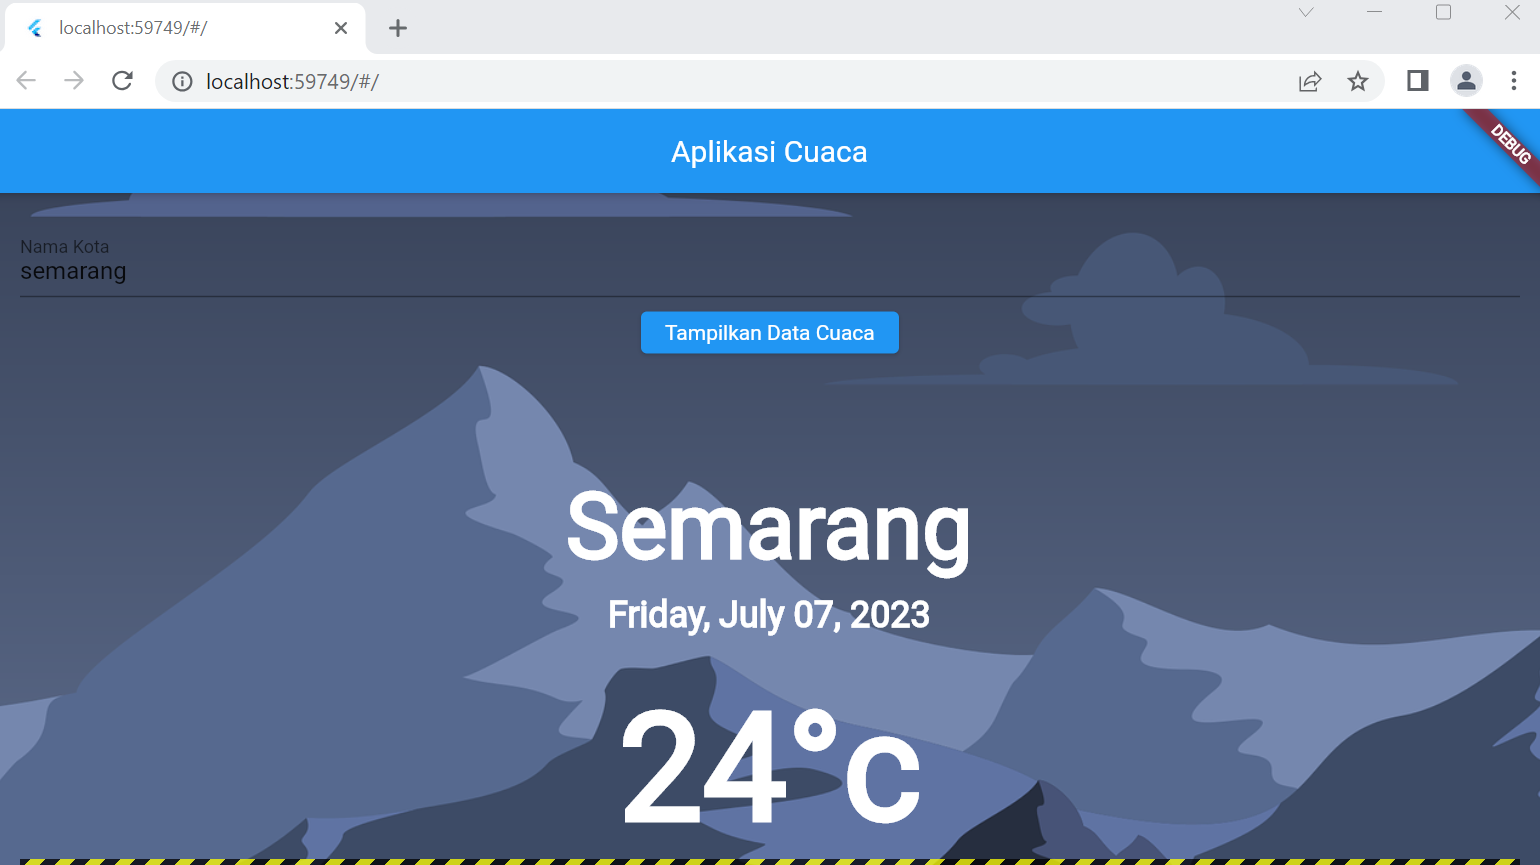 localhost:59749/#/
localhost:59749/#/
Aplikasi Cuaca
DEBUG
Nama Kota
semarang
Tampilkan Data Cuaca
Semarang
Friday, July 07, 2023
24°c